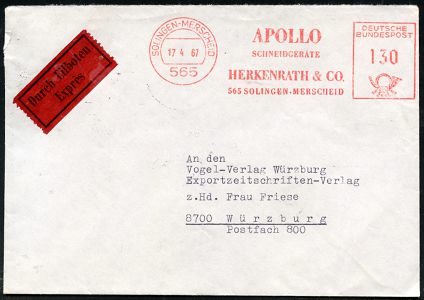 SOLINGEN-MERSCHEID
17 4 67
565
APOLLO
SCHNEIDGERÄTE
HERKENRATH & CO.
565 SOLINGEN-MERSCHEID
DEUTSCHE
BUNDESPOST
130
Durch Eilboten
Exprès
An den
Vogel-Verlag Würzburg
Exportzeitschriften-Verlag
z.Hd. Frau Friese
8700 Würzburg
Postfach 800